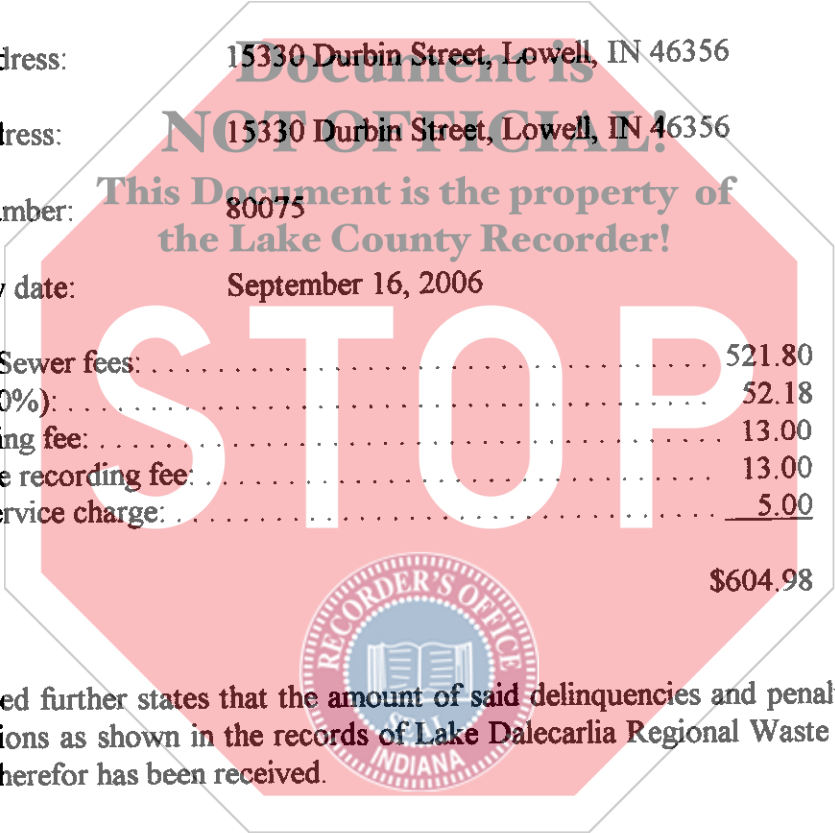 dress: 15330 Durbin Street, Lowell, IN 46356
Document is
dress: 15330 Durbin Street, Lowell, IN 46356
NOT OFFICIAL!
This Document is the property of
mber: 80075
the Lake County Recorder!
date: September 16, 2006
STOP
Sewer fees: 521.80
0%): 52.18
ng fee: 13.00
e recording fee: 13.00
ervice charge: 5.00
$604.98
RECORDER'S OFFICE
ed further states that the amount of said delinquencies and penal
SEAL
ions as shown in the records of Lake Dalecarlia Regional Waste
INDIANA
herefor has been received.